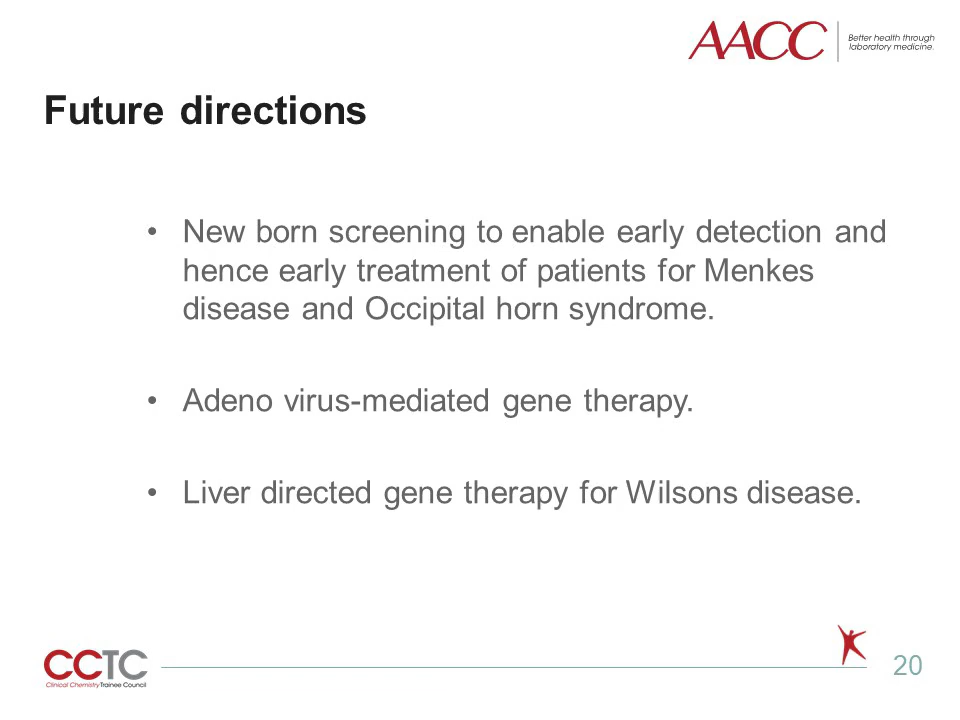 AACC
Better health through
laboratory medicine.
Future directions
• New born screening to enable early detection and
hence early treatment of patients for Menkes
disease and Occipital horn syndrome.
• Adeno virus-mediated gene therapy.
• Liver directed gene therapy for Wilsons disease.
CCTC
Clinical Chemistry Trainee Council
20